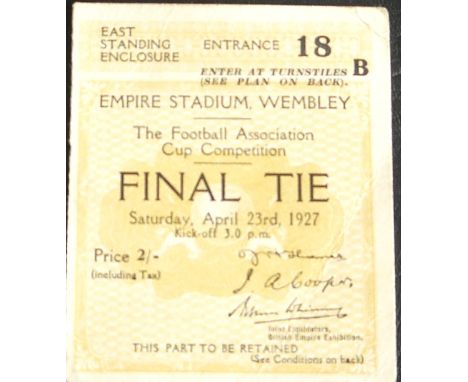 EAST
STANDING
ENCLOSURE
ENTRANCE 18
ENTER AT TURNSTILES B
(SEE PLAN ON BACK).
EMPIRE STADIUM, WEMBLEY
The Football Association
Cup Competition
FINAL TIE
Saturday, April 23rd, 1927
Kick-off 3.0 p.m.
Price 2/-
(including Tax)
J A Cooper
Joint Liquidators,
British Empire Exhibition.
THIS PART TO BE RETAINED
(See Conditions on back)